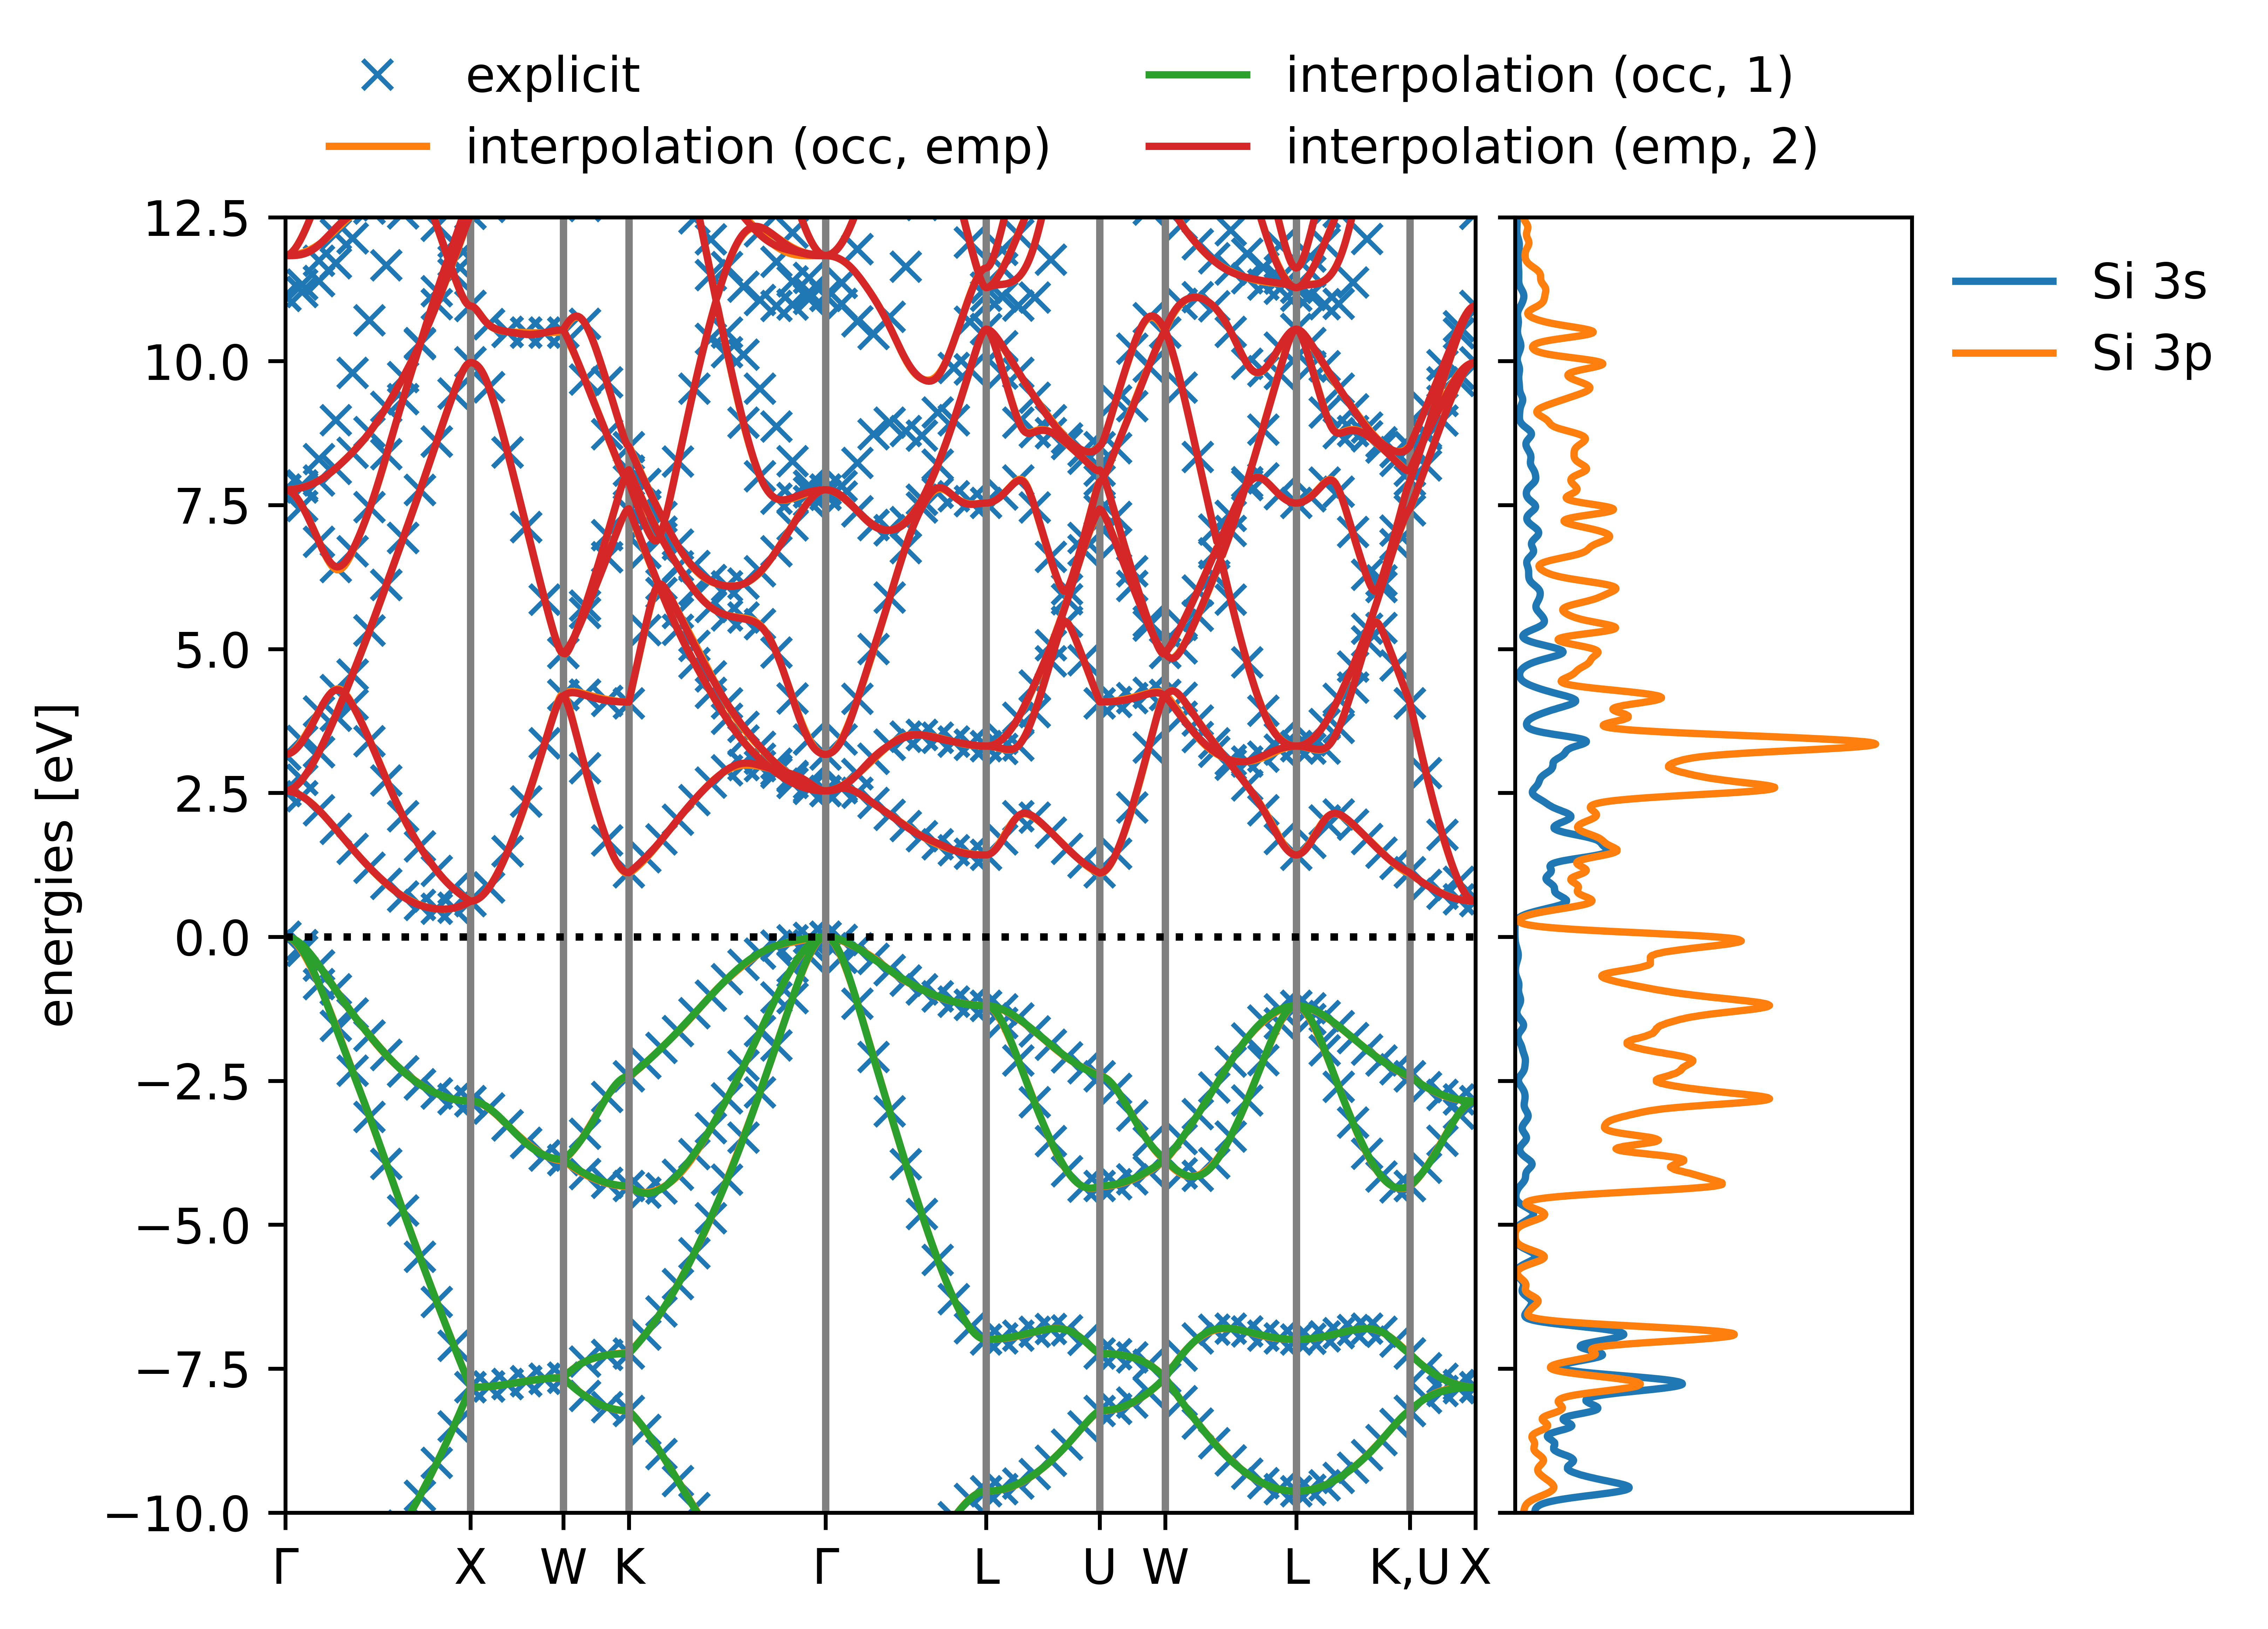 explicit
interpolation (occ, emp)
interpolation (occ, 1)
interpolation (emp, 2)
energies [eV]
12.5
10.0
7.5
5.0
2.5
0.0
−2.5
−5.0
−7.5
−10.0
Γ X W K Γ L U W L K,U X
Si 3s
Si 3p